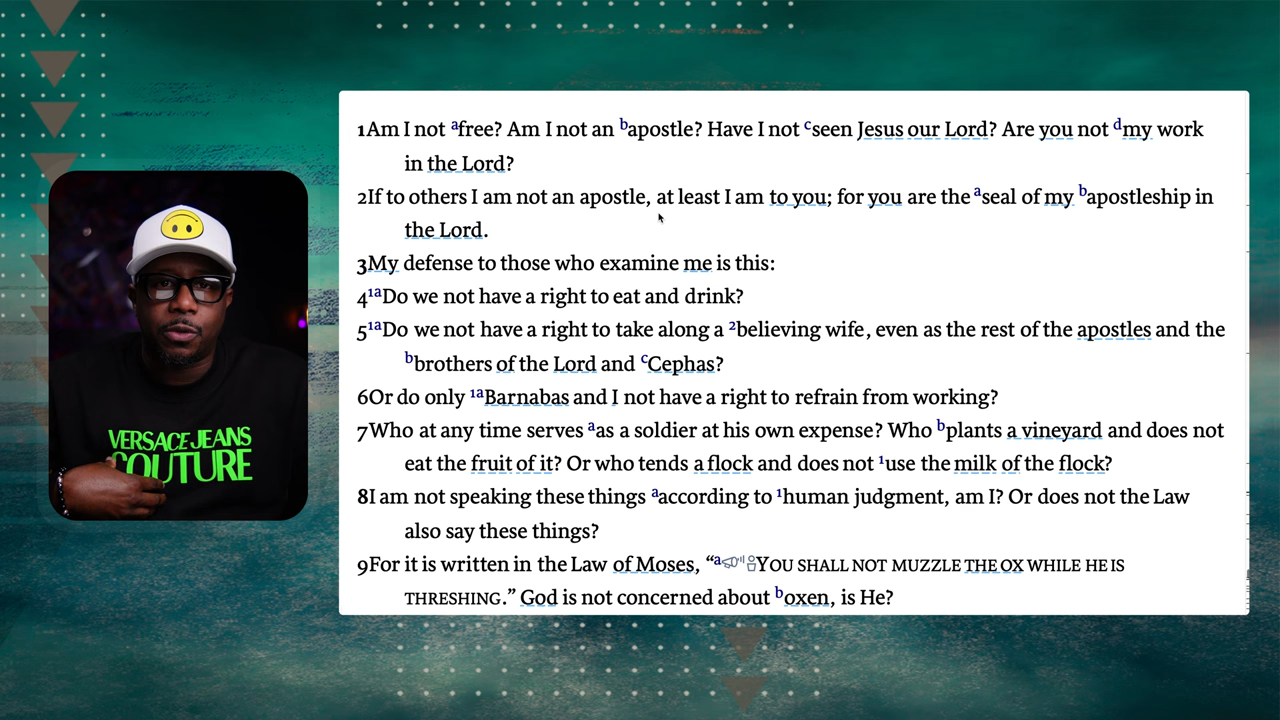 1Am I not afree? Am I not an bapostle? Have I not cseen Jesus our Lord? Are you not dmy work
in the Lord?
2If to others I am not an apostle, at least I am to you; for you are the aseal of my bapostleship in
the Lord.
3My defense to those who examine me is this:
41aDo we not have a right to eat and drink?
51aDo we not have a right to take along a 2believing wife, even as the rest of the apostles and the
bbrothers of the Lord and cCephas?
6Or do only 1aBarnabas and I not have a right to refrain from working?
7Who at any time serves aas a soldier at his own expense? Who bplants a vineyard and does not
eat the fruit of it? Or who tends a flock and does not 1use the milk of the flock?
8I am not speaking these things aaccording to 1human judgment, am I? Or does not the Law
also say these things?
9For it is written in the Law of Moses, “aYOU SHALL NOT MUZZLE THE OX WHILE HE IS
THRESHING.” God is not concerned about boxen, is He?
VERSACE JEANS
COUTURE